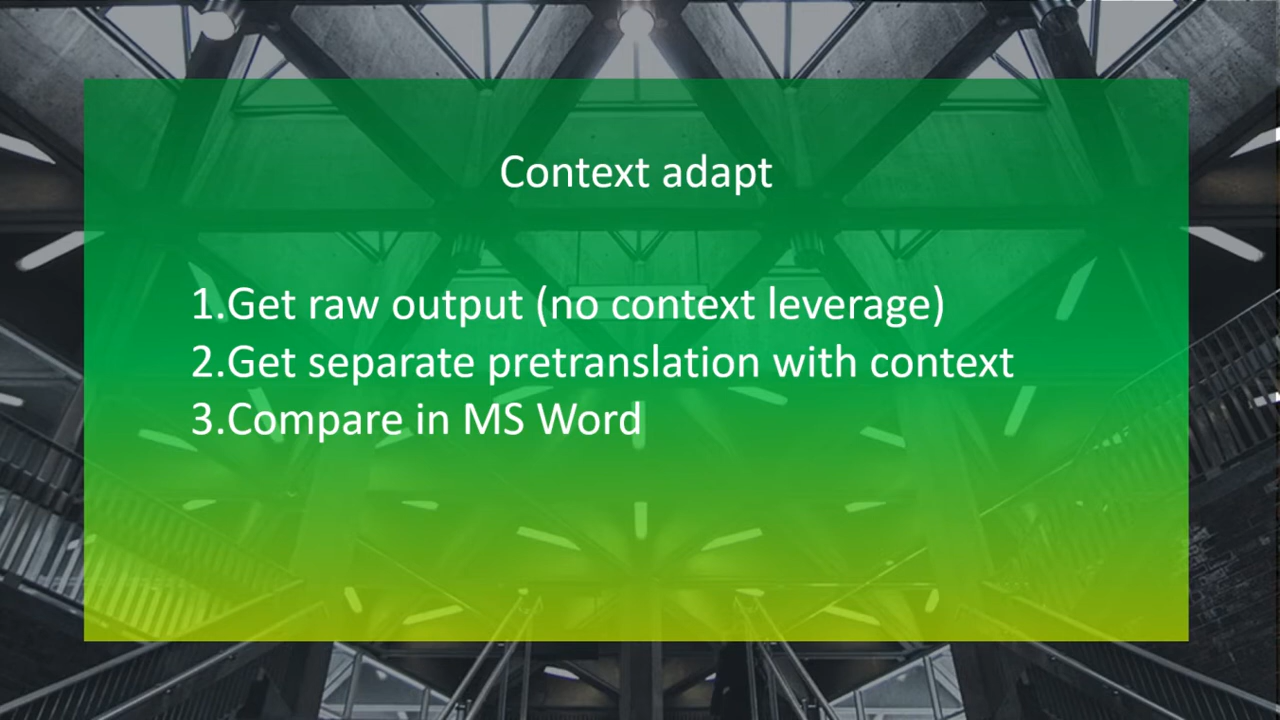 Context adapt
1.Get raw output (no context leverage)
2.Get separate pretranslation with context
3.Compare in MS Word